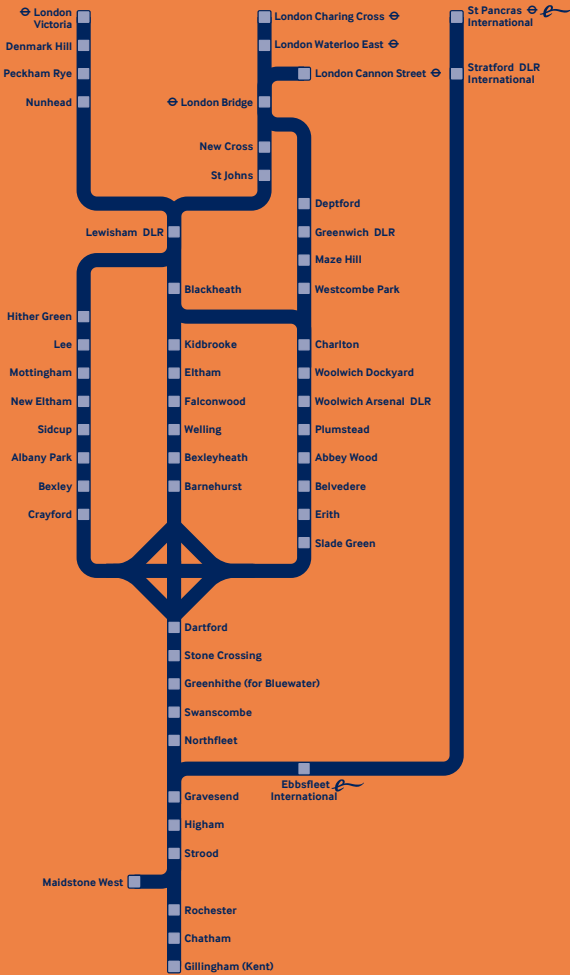 London
Victoria
Denmark Hill
Peckham Rye
Nunhead
London Charing Cross
London Waterloo East
London Cannon Street
London Bridge
New Cross
St Johns
St Pancras
International
Stratford DLR
International
Lewisham DLR
Blackheath
Deptford
Greenwich DLR
Maze Hill
Westcombe Park
Hither Green
Lee
Mottingham
New Eltham
Sidcup
Albany Park
Bexley
Crayford
Kidbrooke
Eltham
Falconwood
Welling
Bexleyheath
Barnehurst
Charlton
Woolwich Dockyard
Woolwich Arsenal DLR
Plumstead
Abbey Wood
Belvedere
Erith
Slade Green
Dartford
Stone Crossing
Greenhithe (for Bluewater)
Swanscombe
Northfleet
Ebbsfleet
International
Gravesend
Higham
Strood
Maidstone West
Rochester
Chatham
Gillingham (Kent)